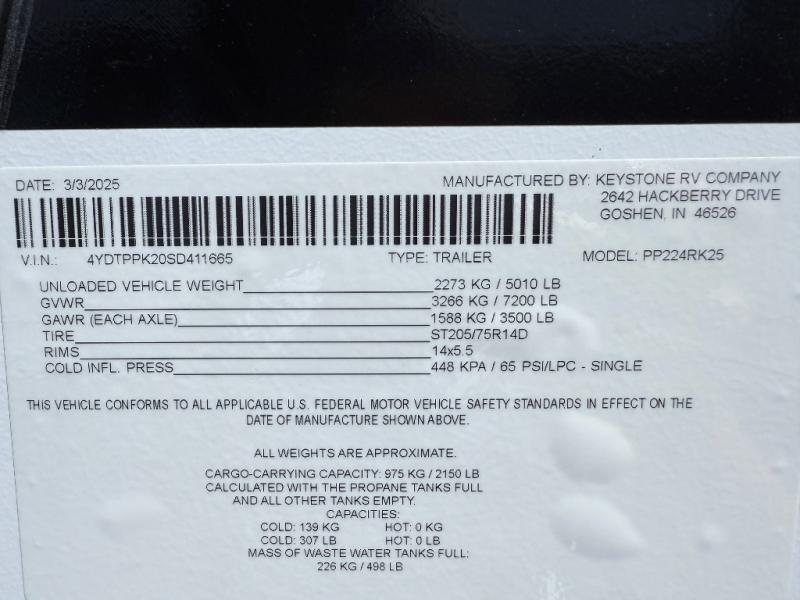 DATE: 3/3/2025
MANUFACTURED BY: KEYSTONE RV COMPANY
2642 HACKBERRY DRIVE
GOSHEN, IN 46526
V.I.N.: 4YDTPPK20SD411665 TYPE: TRAILER MODEL: PP224RK25
UNLOADED VEHICLE WEIGHT 2273 KG / 5010 LB
GVWR 3266 KG / 7200 LB
GAWR (EACH AXLE) 1588 KG / 3500 LB
TIRE ST205/75R14D
RIMS 14x5.5
COLD INFL. PRESS 448 KPA / 65 PSI/LPC - SINGLE
THIS VEHICLE CONFORMS TO ALL APPLICABLE U.S. FEDERAL MOTOR VEHICLE SAFETY STANDARDS IN EFFECT ON THE
DATE OF MANUFACTURE SHOWN ABOVE.
ALL WEIGHTS ARE APPROXIMATE.
CARGO-CARRYING CAPACITY: 975 KG / 2150 LB
CALCULATED WITH THE PROPANE TANKS FULL
AND ALL OTHER TANKS EMPTY.
CAPACITIES:
COLD: 139 KG HOT: 0 KG
COLD: 307 LB HOT: 0 LB
MASS OF WASTE WATER TANKS FULL:
226 KG / 498 LB